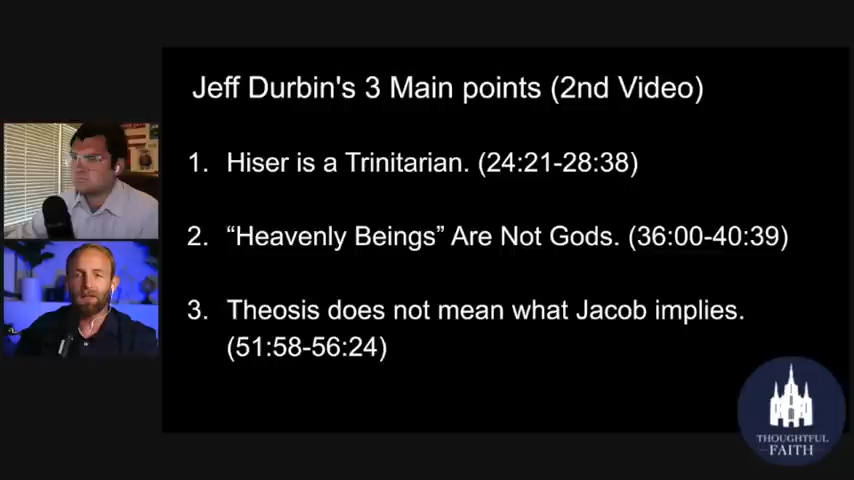 Jeff Durbin's 3 Main points (2nd Video)
1. Hiser is a Trinitarian. (24:21-28:38)
2. “Heavenly Beings” Are Not Gods. (36:00-40:39)
3. Theosis does not mean what Jacob implies.
(51:58-56:24)
THOUGHTFUL
FAITH